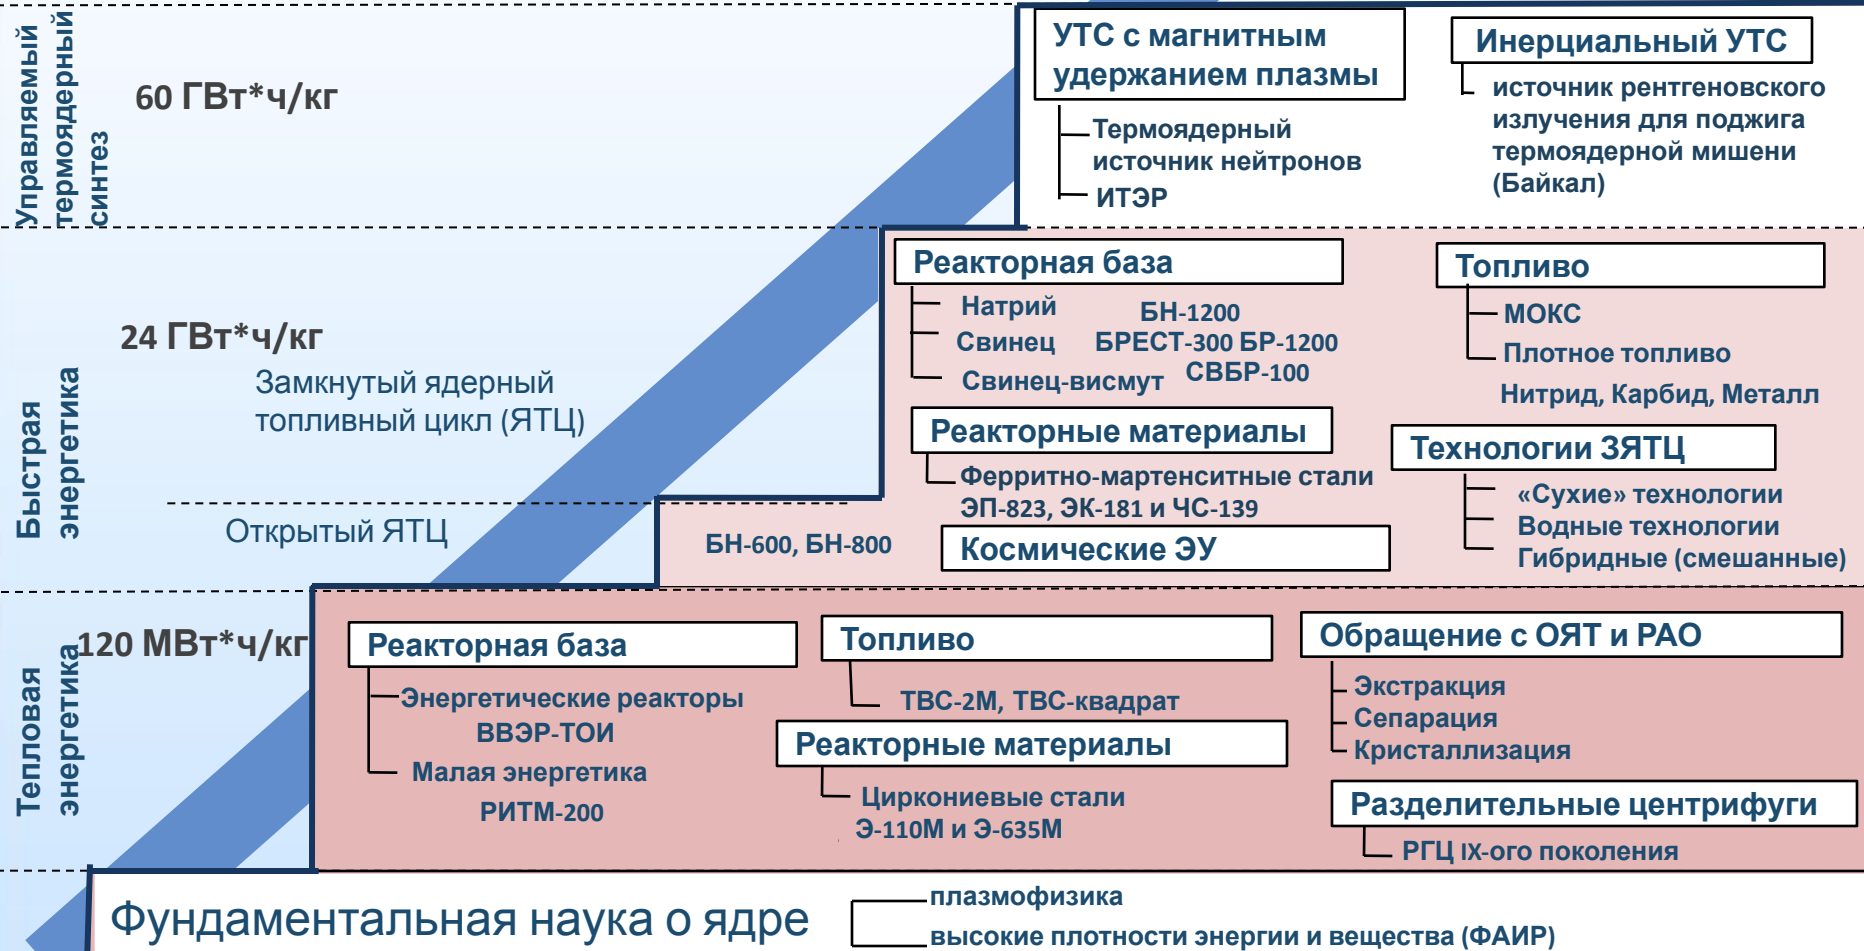 Управляемый
термоядерный
синтез
60 ГВт*ч/кг
УТС с магнитным
удержанием плазмы
Термоядерный
источник нейтронов
ИТЭР
Инерциальный УТС
источник рентгеновского
излучения для поджига
термоядерной мишени
(Байкал)
Быстрая
энергетика
24 ГВт*ч/кг
Замкнутый ядерный
топливный цикл (ЯТЦ)
Открытый ЯТЦ
Реакторная база
Натрий БН-1200
Свинец БРЕСТ-300 БР-1200
Свинец-висмут СВБР-100
Топливо
МОКС
Плотное топливо
Нитрид, Карбид, Металл
Реакторные материалы
Ферритно-мартенситные стали
ЭП-823, ЭК-181 и ЧС-139
Технологии ЗЯТЦ
«Сухие» технологии
Водные технологии
Гибридные (смешанные)
БН-600, БН-800
Космические ЭУ
Тепловая
энергетика
120 МВт*ч/кг
Реакторная база
Энергетические реакторы
ВВЭР-ТОИ
Малая энергетика
РИТМ-200
Топливо
ТВС-2М, ТВС-квадрат
Реакторные материалы
Циркониевые стали
Э-110М и Э-635М
Обращение с ОЯТ и РАО
Экстракция
Сепарация
Кристаллизация
Разделительные центрифуги
РГЦ IX-ого поколения
Фундаментальная наука о ядре
плазмофизика
высокие плотности энергии и вещества (ФАИР)